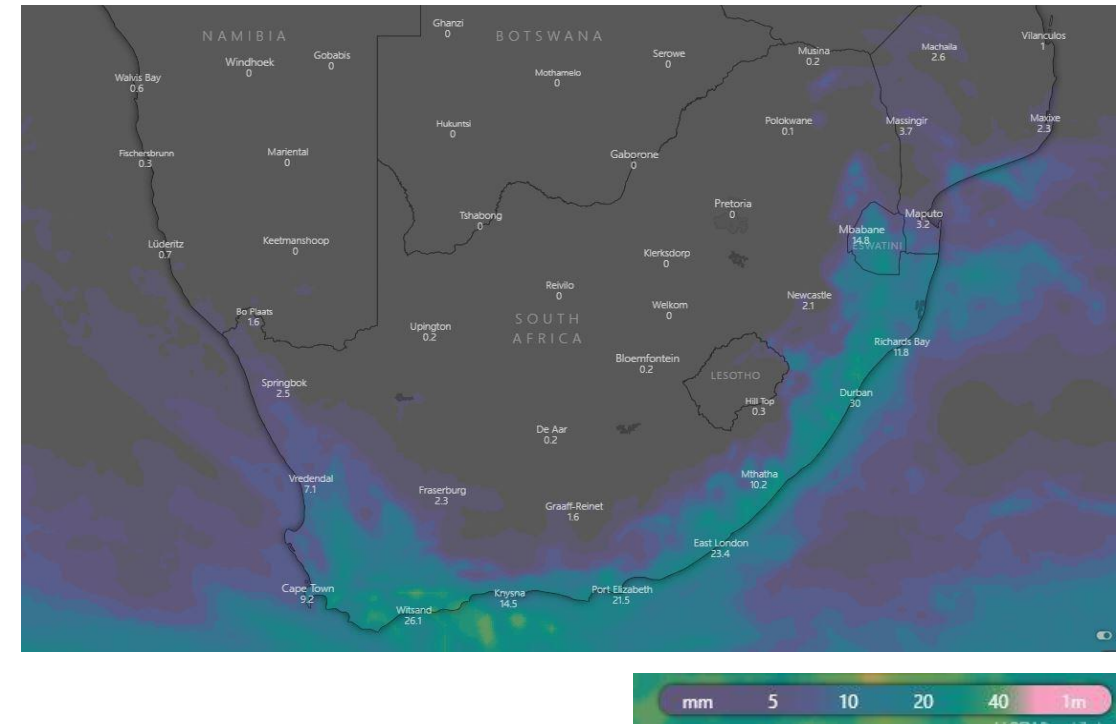 Ghanzi
0
NAMIBIA
BOTSWANA
Vilanculos
1
Gobabis
0
Windhoek
0
Serowe
0
Musina
0.2
Machaila
2.6
Walvis Bay
0.6
Mothamelo
0
Hukuntsi
0
Polokwane
0.1
Massingir
3.7
Maxixe
2.3
Fischersbrunn
0.3
Mariental
0
Gaborone
0
Pretoria
0
Tshabong
0
Maputo
3.2
Mbabane
14.8
ESWATINI
Lüderitz
0.7
Keetmanshoop
0
Klerksdorp
0
Reivilo
0
Newcastle
2.1
Welkom
0
Bo Plaats
1.6
SOUTH
AFRICA
Upington
0.2
Richards Bay
11.8
Bloemfontein
0.2
LESOTHO
Springbok
2.5
Durban
30
Hill Top
0.3
De Aar
0.2
Vredendal
7.1
Mthatha
10.2
Fraserburg
2.3
Graaff-Reinet
1.6
East London
23.4
Cape Town
9.2
Knysna
14.5
Port Elizabeth
21.5
Witsand
26.1
mm 5 10 20 40 1m